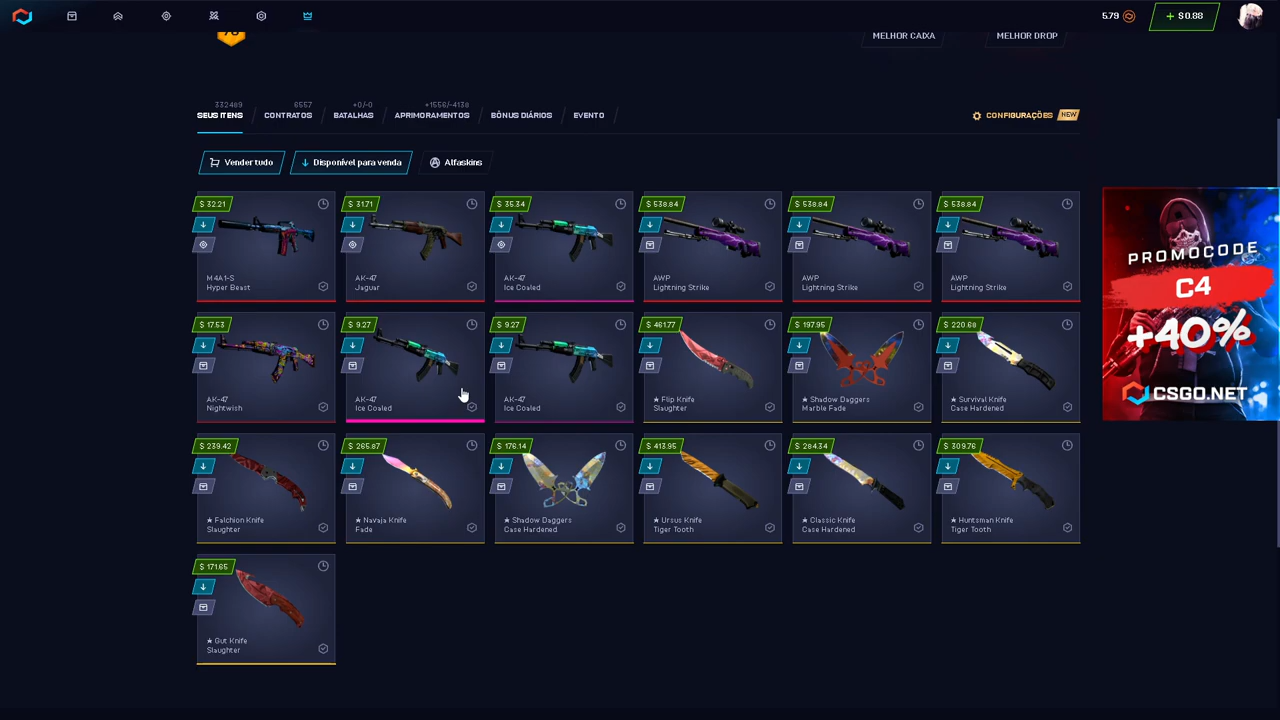 5.79
+ $ 0.88
MELHOR CAIXA
MELHOR DROP
332489
SEUS ITENS
6557
CONTRATOS
+0/-0
BATALHAS
+1556/-4138
APRIMORAMENTOS
BÔNUS DIÁRIOS
EVENTO
CONFIGURAÇÕES NEW
Vender tudo
Disponível para venda
Alfaskins
$ 32.21
M4A1-S
Hyper Beast
$ 31.71
AK-47
Jaguar
$ 35.34
AK-47
Ice Coaled
$ 538.84
AWP
Lightning Strike
$ 538.84
AWP
Lightning Strike
$ 538.84
AWP
Lightning Strike
$ 17.53
AK-47
Nightwish
$ 9.27
AK-47
Ice Coaled
$ 9.27
AK-47
Ice Coaled
$ 461.77
★ Flip Knife
Slaughter
$ 197.95
★ Shadow Daggers
Marble Fade
$ 220.68
★ Survival Knife
Case Hardened
$ 239.42
★ Falchion Knife
Slaughter
$ 265.87
★ Navaja Knife
Fade
$ 176.14
★ Shadow Daggers
Case Hardened
$ 413.95
★ Ursus Knife
Tiger Tooth
$ 284.34
★ Classic Knife
Case Hardened
$ 309.76
★ Huntsman Knife
Tiger Tooth
$ 171.65
★ Gut Knife
Slaughter
PROMOCODE
C4
+40%
CSGO.NET